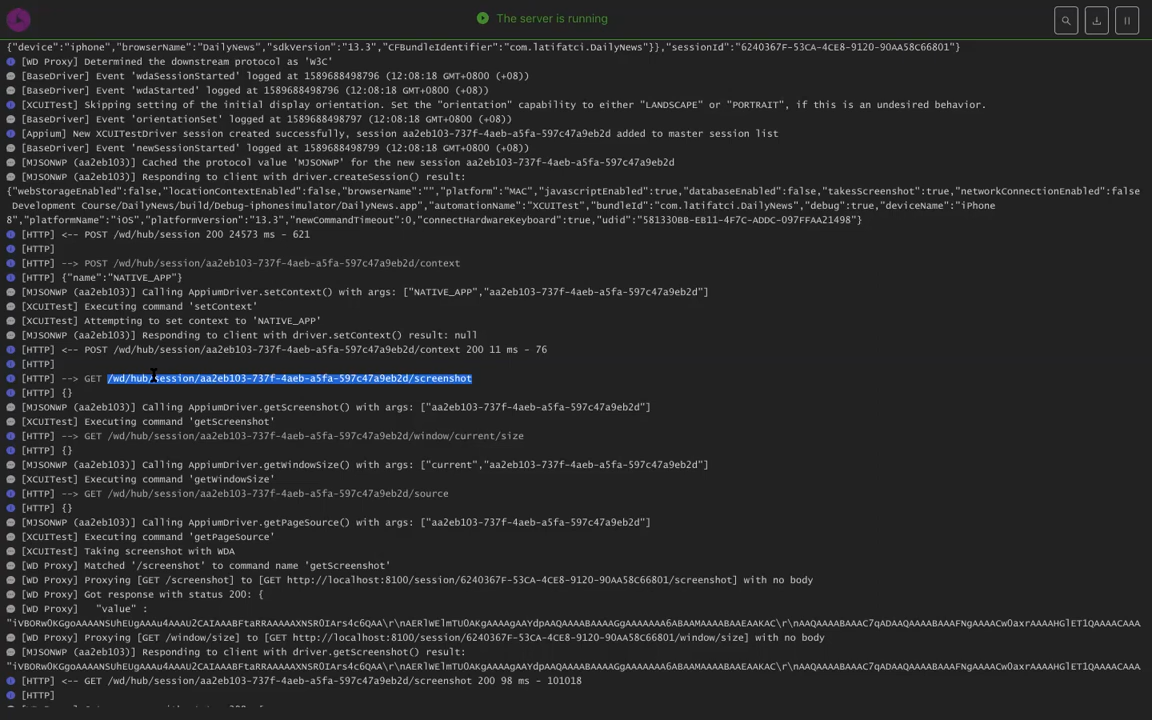 The server is running
{"device":"iphone","browserName":"DailyNews","sdkVersion":"13.3","CFBundleIdentifier":"com.latifatci.DailyNews"}},"sessionId":"6240367F-53CA-4CE8-9120-90AA58C66801"}
[WD Proxy] Determined the downstream protocol as 'W3C'
[BaseDriver] Event 'wdaSessionStarted' logged at 1589688498796 (12:08:18 GMT+0800 (+08))
[BaseDriver] Event 'wdaStarted' logged at 1589688498796 (12:08:18 GMT+0800 (+08))
[XCUITest] Skipping setting of the initial display orientation. Set the "orientation" capability to either "LANDSCAPE" or "PORTRAIT", if this is an undesired behavior.
[BaseDriver] Event 'orientationSet' logged at 1589688498797 (12:08:18 GMT+0800 (+08))
[Appium] New XCUITestDriver session created successfully, session aa2eb103-737f-4aeb-a5fa-597c47a9eb2d added to master session list
[BaseDriver] Event 'newSessionStarted' logged at 1589688498799 (12:08:18 GMT+0800 (+08))
[MJSONWP (aa2eb103)] Cached the protocol value 'MJSONWP' for the new session aa2eb103-737f-4aeb-a5fa-597c47a9eb2d
[MJSONWP (aa2eb103)] Responding to client with driver.createSession() result:
{"webStorageEnabled":false,"locationContextEnabled":false,"browserName":"","platform":"MAC","javascriptEnabled":true,"databaseEnabled":false,"takesScreenshot":true,"networkConnectionEnabled":false
Development Course/DailyNews/build/Debug-iphonesimulator/DailyNews.app","automationName":"XCUITest","bundleId":"com.latifatci.DailyNews","debug":true,"deviceName":"iPhone
8","platformName":"iOS","platformVersion":"13.3","newCommandTimeout":0,"connectHardwareKeyboard":true,"udid":"581330BB-EB11-4F7C-ADDC-097FFAA21498"}
[HTTP] <-- POST /wd/hub/session 200 24573 ms - 621
[HTTP]
[HTTP] --> POST /wd/hub/session/aa2eb103-737f-4aeb-a5fa-597c47a9eb2d/context
[HTTP] {"name":"NATIVE_APP"}
[MJSONWP (aa2eb103)] Calling AppiumDriver.setContext() with args: ["NATIVE_APP","aa2eb103-737f-4aeb-a5fa-597c47a9eb2d"]
[XCUITest] Executing command 'setContext'
[XCUITest] Attempting to set context to 'NATIVE_APP'
[MJSONWP (aa2eb103)] Responding to client with driver.setContext() result: null
[HTTP] <-- POST /wd/hub/session/aa2eb103-737f-4aeb-a5fa-597c47a9eb2d/context 200 11 ms - 76
[HTTP]
[HTTP] --> GET /wd/hub/session/aa2eb103-737f-4aeb-a5fa-597c47a9eb2d/screenshot
[HTTP] {}
[MJSONWP (aa2eb103)] Calling AppiumDriver.getScreenshot() with args: ["aa2eb103-737f-4aeb-a5fa-597c47a9eb2d"]
[XCUITest] Executing command 'getScreenshot'
[HTTP] --> GET /wd/hub/session/aa2eb103-737f-4aeb-a5fa-597c47a9eb2d/window/current/size
[HTTP] {}
[MJSONWP (aa2eb103)] Calling AppiumDriver.getWindowSize() with args: ["current","aa2eb103-737f-4aeb-a5fa-597c47a9eb2d"]
[XCUITest] Executing command 'getWindowSize'
[HTTP] --> GET /wd/hub/session/aa2eb103-737f-4aeb-a5fa-597c47a9eb2d/source
[HTTP] {}
[MJSONWP (aa2eb103)] Calling AppiumDriver.getPageSource() with args: ["aa2eb103-737f-4aeb-a5fa-597c47a9eb2d"]
[XCUITest] Executing command 'getPageSource'
[XCUITest] Taking screenshot with WDA
[WD Proxy] Matched '/screenshot' to command name 'getScreenshot'
[WD Proxy] Proxying [GET /screenshot] to [GET http://localhost:8100/session/6240367F-53CA-4CE8-9120-90AA58C66801/screenshot] with no body
[WD Proxy] Got response with status 200: {
[WD Proxy] "value" :
[WD Proxy] Proxying [GET /window/size] to [GET http://localhost:8100/session/6240367F-53CA-4CE8-9120-90AA58C66801/window/size] with no body
[MJSONWP (aa2eb103)] Responding to client with driver.getScreenshot() result:
[HTTP] <-- GET /wd/hub/session/aa2eb103-737f-4aeb-a5fa-597c47a9eb2d/screenshot 200 98 ms - 101018
[HTTP]